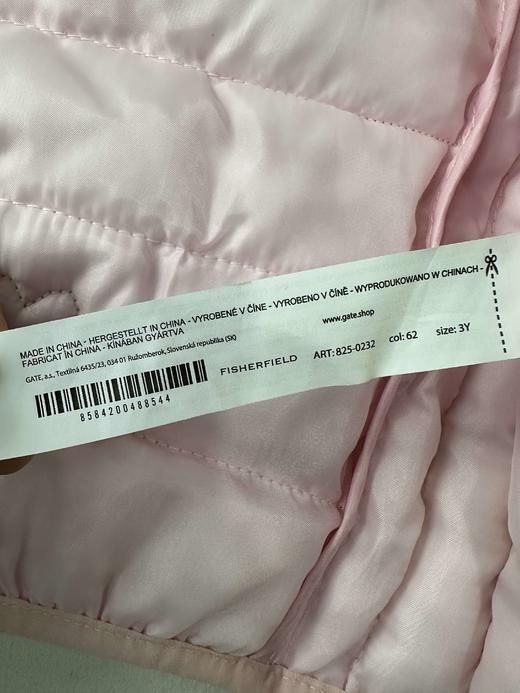 MADE IN CHINA - HERGESTELLT IN CHINA - VYROBENÉ V ČÍNE - VYROBENO V ČÍNĚ - WYPRODUKOWANO W CHINACH -
FABRICAT ÎN CHINA - KÍNÁBAN GYÁRTVA
www.gate.shop
GATE, a.s., Textilná 6435/23, 034 01 Ružomberok, Slovenská republika (SK)
FISHERFIELD ART: 825-0232 col: 62 size: 3Y
8584200488544